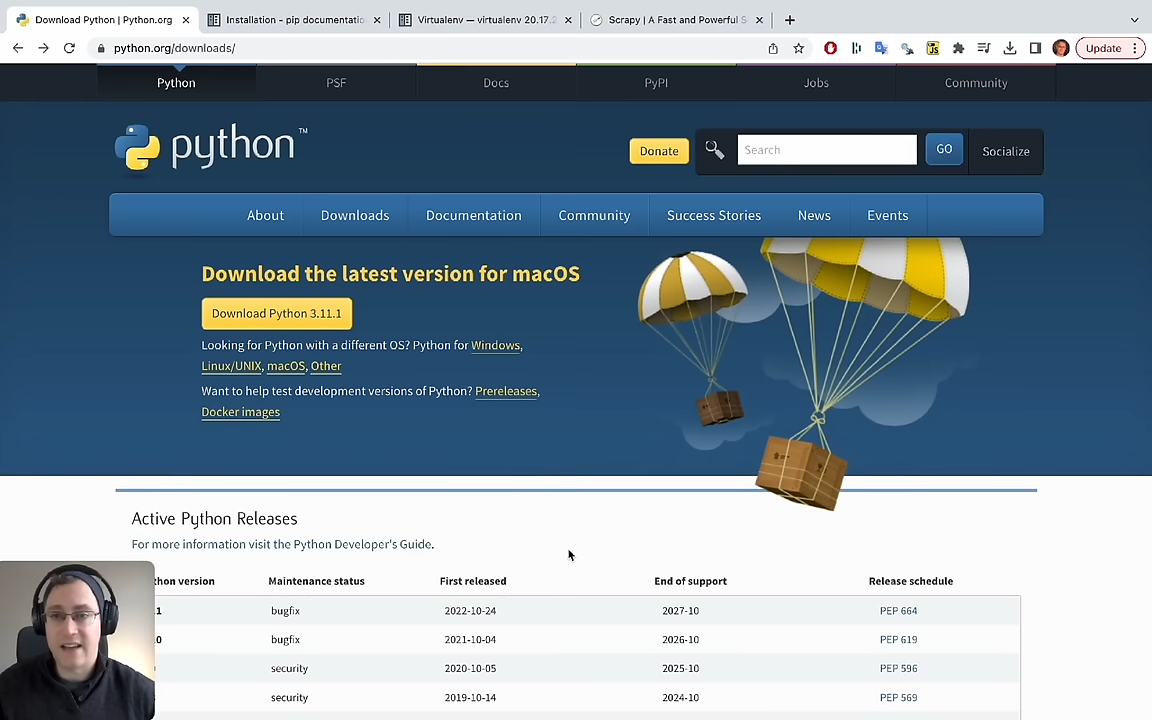 Download Python | Python.org
Installation – pip documentatio
Virtualenv — virtualenv 20.17.2
Scrapy | A Fast and Powerful S
python.org/downloads/
Update
Python
PSF
Docs
PyPI
Jobs
Community
python™
Donate
Search
GO
Socialize
About
Downloads
Documentation
Community
Success Stories
News
Events
Download the latest version for macOS
Download Python 3.11.1
Looking for Python with a different OS? Python for Windows,
Linux/UNIX, macOS, Other
Want to help test development versions of Python? Prereleases,
Docker images
Active Python Releases
For more information visit the Python Developer's Guide.
thon version Maintenance status First released End of support Release schedule
1 bugfix 2022-10-24 2027-10 PEP 664
0 bugfix 2021-10-04 2026-10 PEP 619
security 2020-10-05 2025-10 PEP 596
security 2019-10-14 2024-10 PEP 569